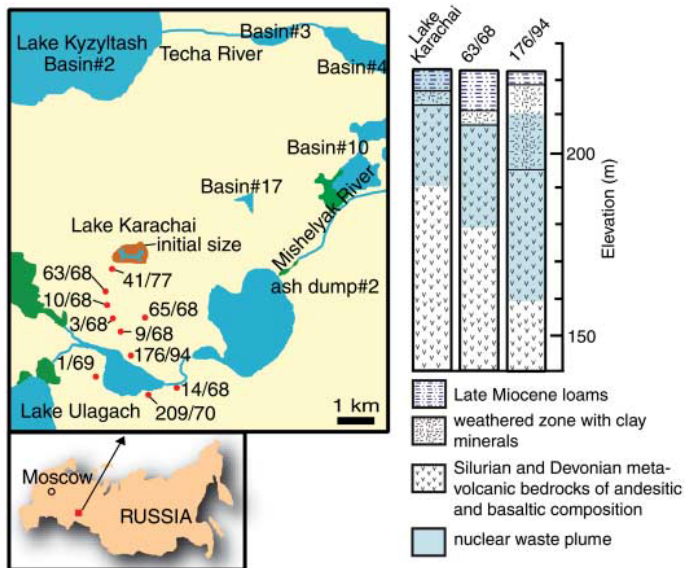 Lake Kyzyltash
Basin#2
Techa River
Basin#3
Basin#4
Basin#10
Basin#17
Mishelyak River
Lake Karachai
initial size
ash dump#2
41/77
63/68
10/68
3/68
65/68
9/68
176/94
1/69
14/68
209/70
Lake Ulagach
1 km
Moscow
RUSSIA
Lake
Karachai
63/68
176/94
200
150
Elevation (m)
Late Miocene loams
weathered zone with clay
minerals
Silurian and Devonian meta-
volcanic bedrocks of andesitic
and basaltic composition
nuclear waste plume